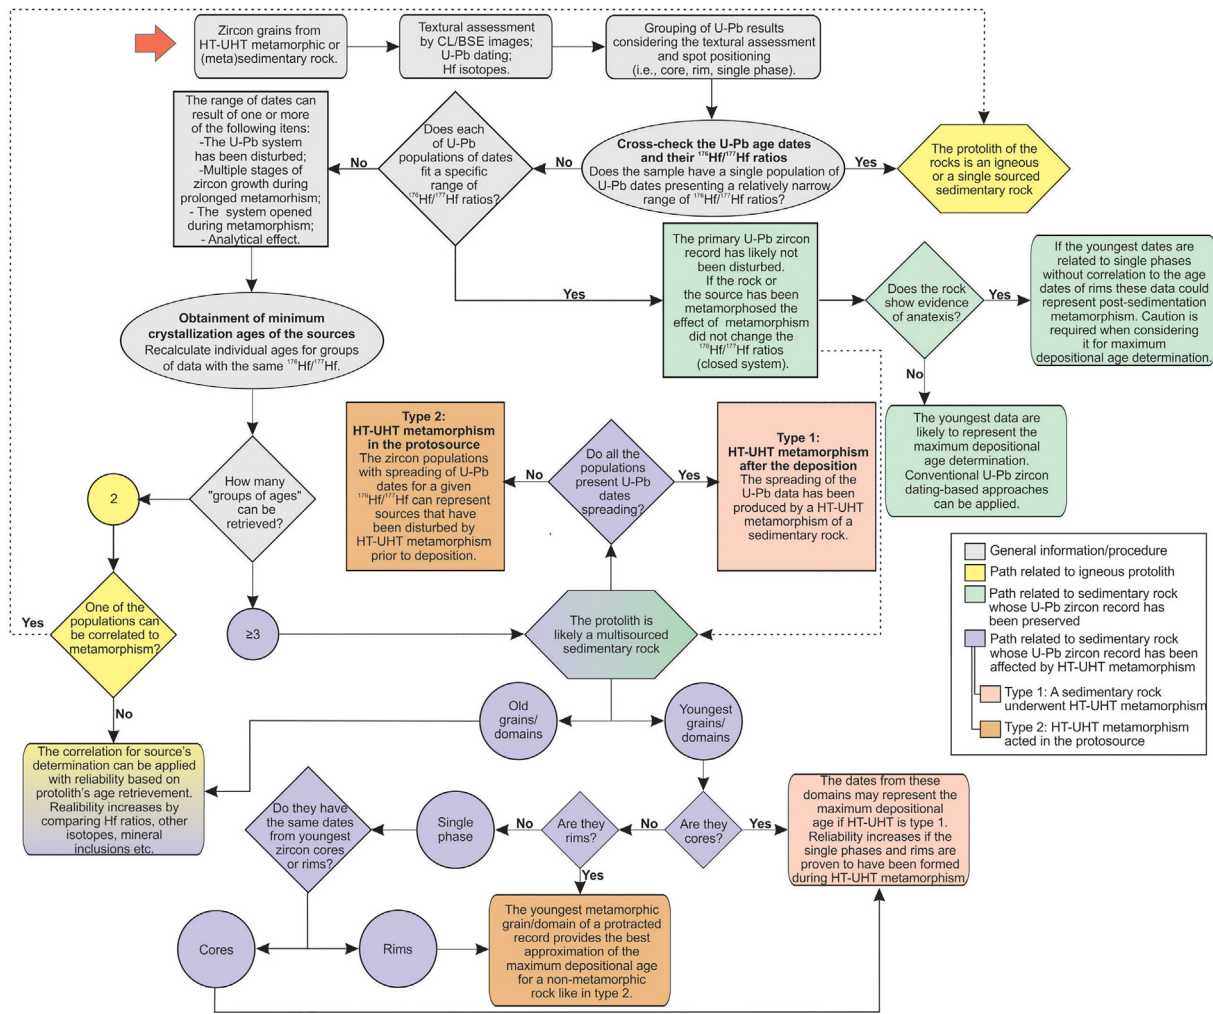 Zircon grains from
HT-UHT metamorphic or
(meta)sedimentary rock.
Textural assessment
by CL/BSE images;
U-Pb dating;
Hf isotopes.
Grouping of U-Pb results
considering the textural assessment
and spot positioning
(i.e., core, rim, single phase).
The range of dates can
result of one or more
of the following itens:
-The U-Pb system
has been disturbed;
-Multiple stages of
zircon growth during
prolonged metamorhism;
- The system opened
during metamorphism;
- Analytical effect.
No
Does each
of U-Pb
populations of dates
fit a specific
range of
176Hf/177Hf ratios?
No
Cross-check the U-Pb age dates
and their 176Hf/177Hf ratios
Does the sample have a single population of
U-Pb dates presenting a relatively narrow
range of 176Hf/177Hf ratios?
Yes
The protolith of the
rocks is an igneous
or a single sourced
sedimentary rock
Yes
The primary U-Pb zircon
record has likely not
been disturbed.
If the rock or
the source has been
metamorphosed the
effect of metamorphism
did not change the
176Hf/177Hf ratios
(closed system).
Does the rock
show evidence
of anatexis?
Yes
If the youngest dates are
related to single phases
without correlation to the age
dates of rims these data could
represent post-sedimentation
metamorphism. Caution is
required when considering
it for maximum
depositional age determination.
No
The youngest data are
likely to represent the
maximum depositional
age determination.
Conventional U-Pb zircon
dating-based approaches
can be applied.
Obtainment of minimum
crystallization ages of the sources
Recalculate individual ages for groups
of data with the same 176Hf/177Hf.
Type 2:
HT-UHT metamorphism
in the protosource
The zircon populations
with spreading of U-Pb
dates for a given
176Hf/177Hf can represent
sources that have
been disturbed by
HT-UHT metamorphism
prior to deposition.
No
Do all the
populations
present U-Pb
dates
spreading?
Yes
Type 1:
HT-UHT metamorphism
after the deposition
The spreading of the
U-Pb data has been
produced by a HT-UHT
metamorphism of a
sedimentary rock.
2
How many
"groups of ages"
can be
retrieved?
Yes
One of the
populations can
be correlated to
metamorphism?
≥3
The protolith is
likely a multisourced
sedimentary rock
General information/procedure
Path related to igneous protolith
Path related to sedimentary rock
whose U-Pb zircon record has
been preserved
Path related to sedimentary rock
whose U-Pb zircon record has been
affected by HT-UHT metamorphism
Type 1: A sedimentary rock
underwent HT-UHT metamorphism
Type 2: HT-UHT metamorphism
acted in the protosource
No
Old
grains/
domains
Youngest
grains/
domains
The correlation for source's
determination can be applied
with reliability based on
protolith's age retrievement.
Realibility increases by
comparing Hf ratios, other
isotopes, mineral
inclusions etc.
Do they have
the same dates
from youngest
zircon cores
or rims?
Single
phase
No
Are they
rims?
No
Are they
cores?
Yes
The dates from these
domains may represent the
maximum depositional
age if HT-UHT is type 1.
Reliability increases if the
single phases and rims are
proven to have been formed
during HT-UHT metamorphism
Yes
Cores
Rims
The youngest metamorphic
grain/domain of a protracted
record provides the best
approximation of the
maximum depositional age
for a non-metamorphic
rock like in type 2.